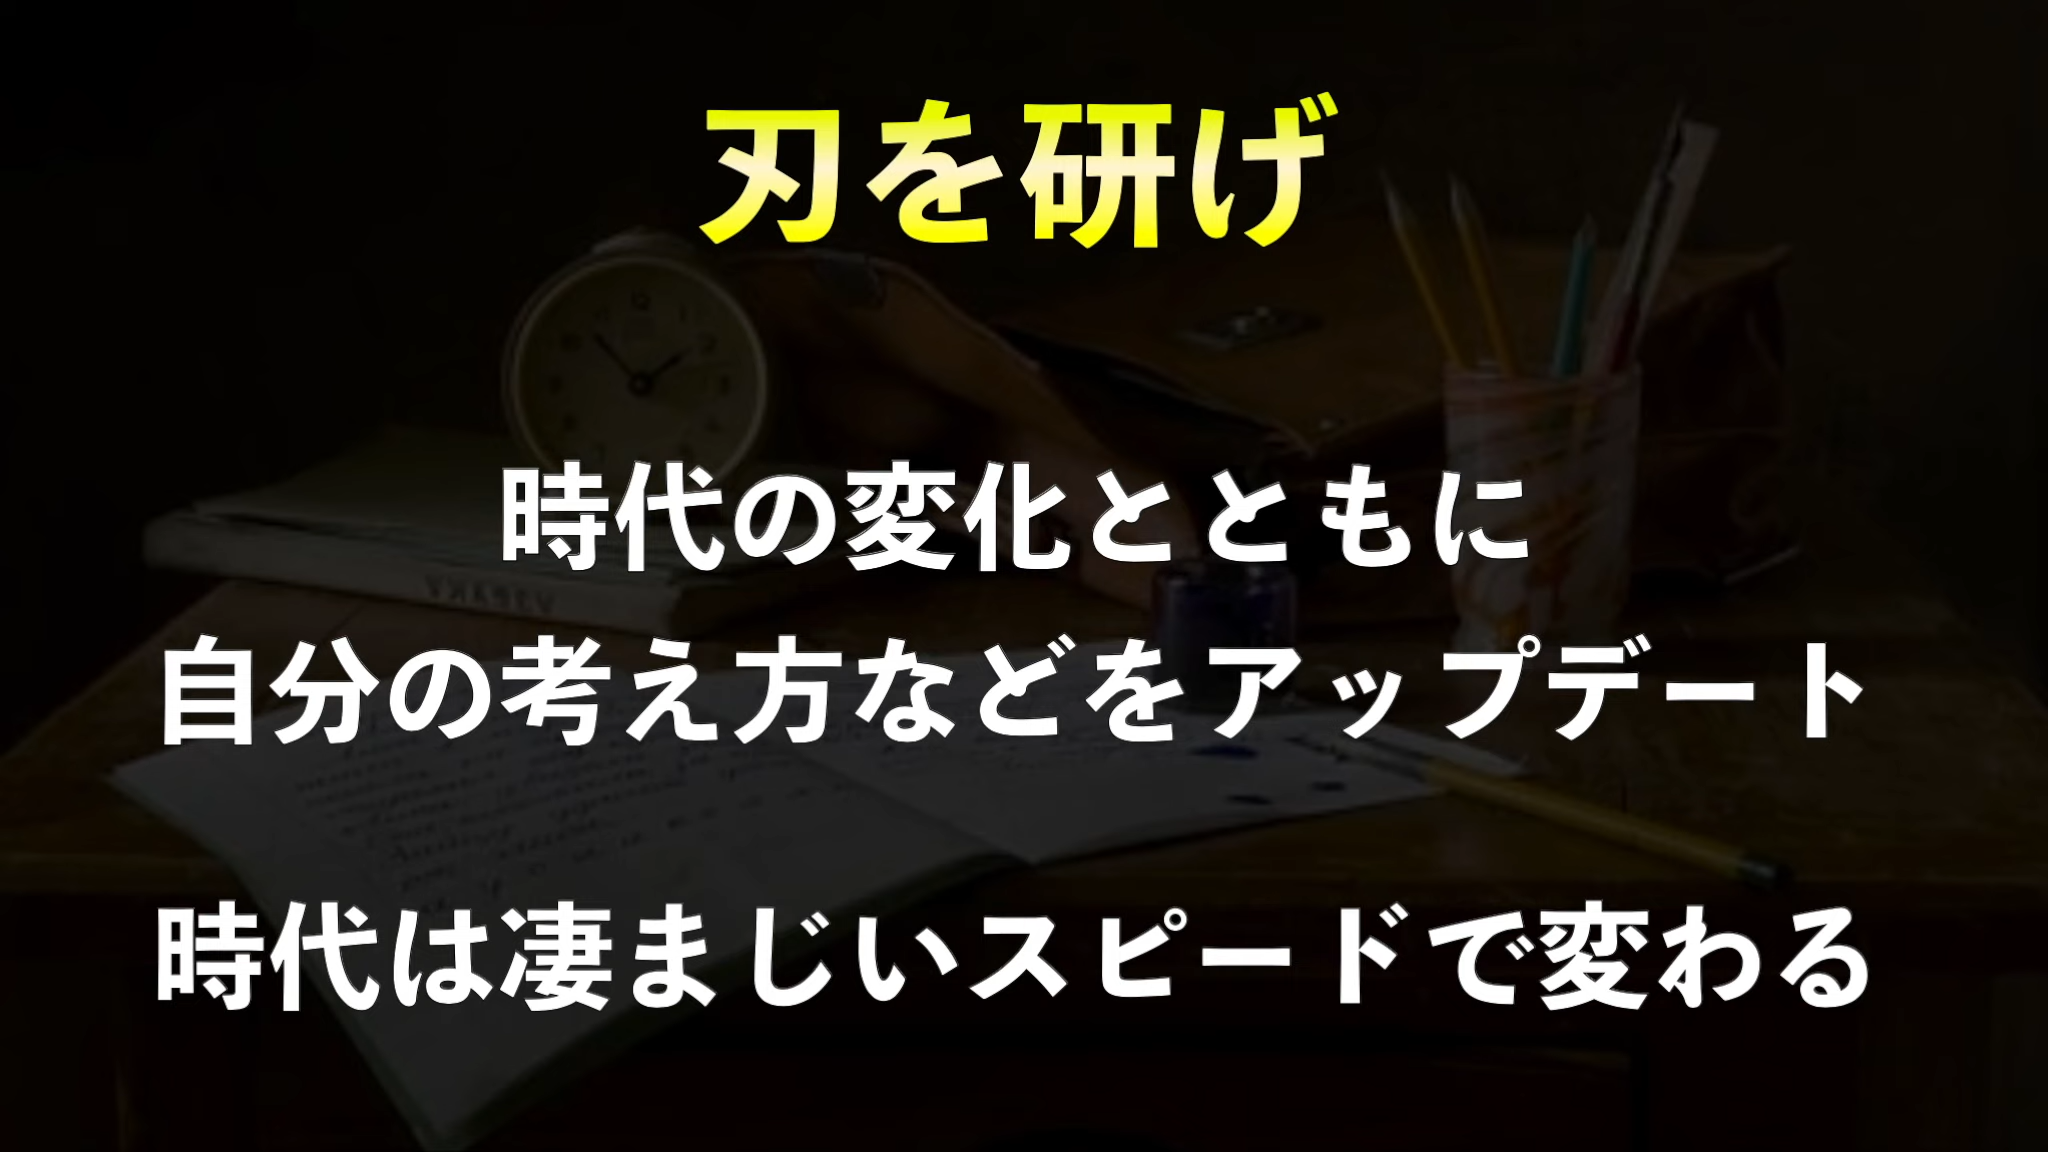 刃を研げ
時代の変化とともに
自分の考え方などをアップデート
時代は凄まじいスピードで変わる